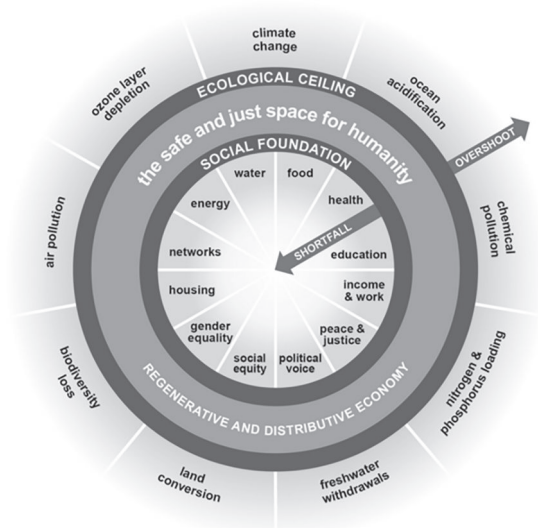 climate
change
ocean
acidification
chemical
pollution
nitrogen &
phosphorus loading
freshwater
withdrawals
land
conversion
biodiversity
loss
air pollution
ozone layer
depletion
OVERSHOOT
ECOLOGICAL CEILING
the safe and just space for humanity
SOCIAL FOUNDATION
water
food
health
SHORTFALL
education
income
& work
peace &
justice
political
voice
social
equity
gender
equality
housing
networks
energy
REGENERATIVE AND DISTRIBUTIVE ECONOMY